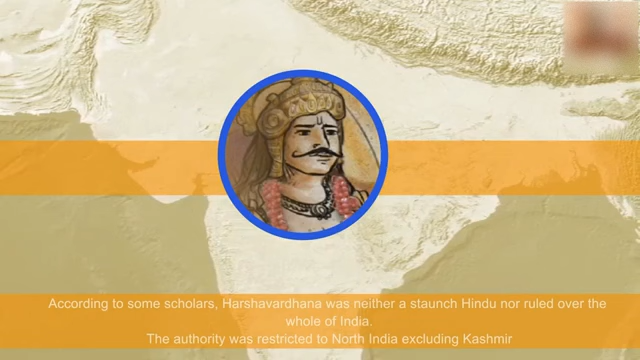 According to some scholars, Harshavardhana was neither a staunch Hindu nor ruled over the
whole of India.
The authority was restricted to North India excluding Kashmir